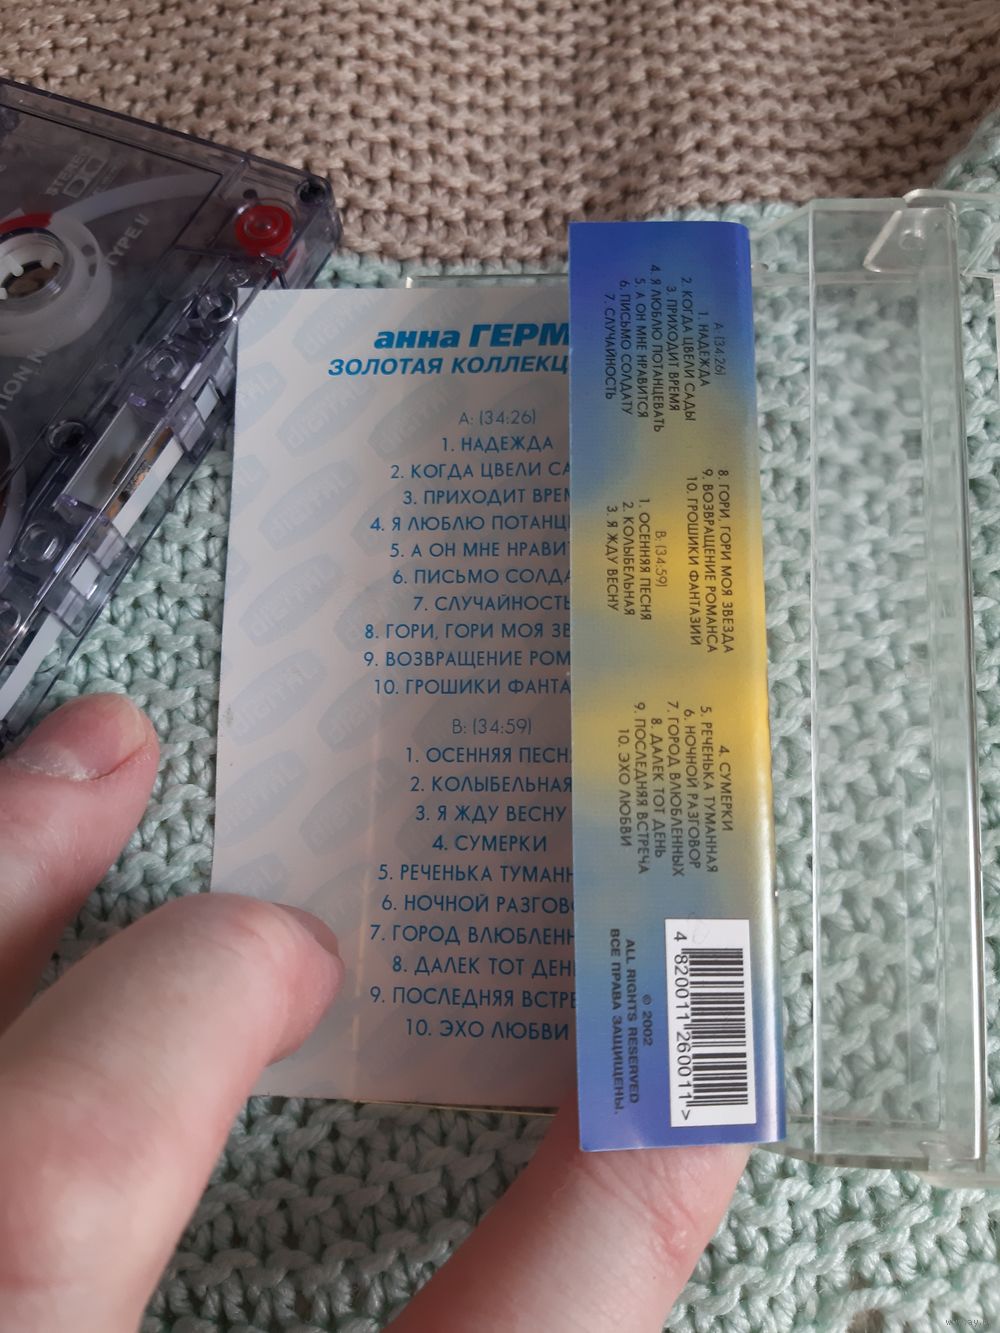 STEREO
TYPE II
анна ГЕРМ
ЗОЛОТАЯ КОЛЛЕКЦ
A: (34:26)
1. НАДЕЖДА
2. КОГДА ЦВЕЛИ СА
3. ПРИХОДИТ ВРЕМ
4. Я ЛЮБЛЮ ПОТАНЦ
5. А ОН МНЕ НРАВИТ
6. ПИСЬМО СОЛДА
7. СЛУЧАЙНОСТЬ
8. ГОРИ, ГОРИ МОЯ ЗВ
9. ВОЗВРАЩЕНИЕ РОМ
10. ГРОШИКИ ФАНТА
B: (34:59)
1. ОСЕННЯЯ ПЕСН
2. КОЛЫБЕЛЬНАЯ
3. Я ЖДУ ВЕСНУ
4. СУМЕРКИ
5. РЕЧЕНЬКА ТУМАНН
6. НОЧНОЙ РАЗГОВО
7. ГОРОД ВЛЮБЛЕНН
8. ДАЛЕК ТОТ ДЕН
9. ПОСЛЕДНЯЯ ВСТРЕ
10. ЭХО ЛЮБВИ
A: (34:26)
1. НАДЕЖДА
2. КОГДА ЦВЕЛИ САДЫ
3. ПРИХОДИТ ВРЕМЯ
4. Я ЛЮБЛЮ ПОТАНЦЕВАТЬ
5. А ОН МНЕ НРАВИТСЯ
6. ПИСЬМО СОЛДАТУ
7. СЛУЧАЙНОСТЬ
8. ГОРИ, ГОРИ МОЯ ЗВЕЗДА
9. ВОЗВРАЩЕНИЕ РОМАНСА
10. ГРОШИКИ ФАНТАЗИИ
B: (34:59)
1. ОСЕННЯЯ ПЕСНЯ
2. КОЛЫБЕЛЬНАЯ
3. Я ЖДУ ВЕСНУ
4. СУМЕРКИ
5. РЕЧЕНЬКА ТУМАННАЯ
6. НОЧНОЙ РАЗГОВОР
7. ГОРОД ВЛЮБЛЕННЫХ
8. ДАЛЕК ТОТ ДЕНЬ
9. ПОСЛЕДНЯЯ ВСТРЕЧА
10. ЭХО ЛЮБВИ
© 2002
ALL RIGHTS RESERVED
ВСЕ ПРАВА ЗАЩИЩЕНЫ.
4 820011 260011 >